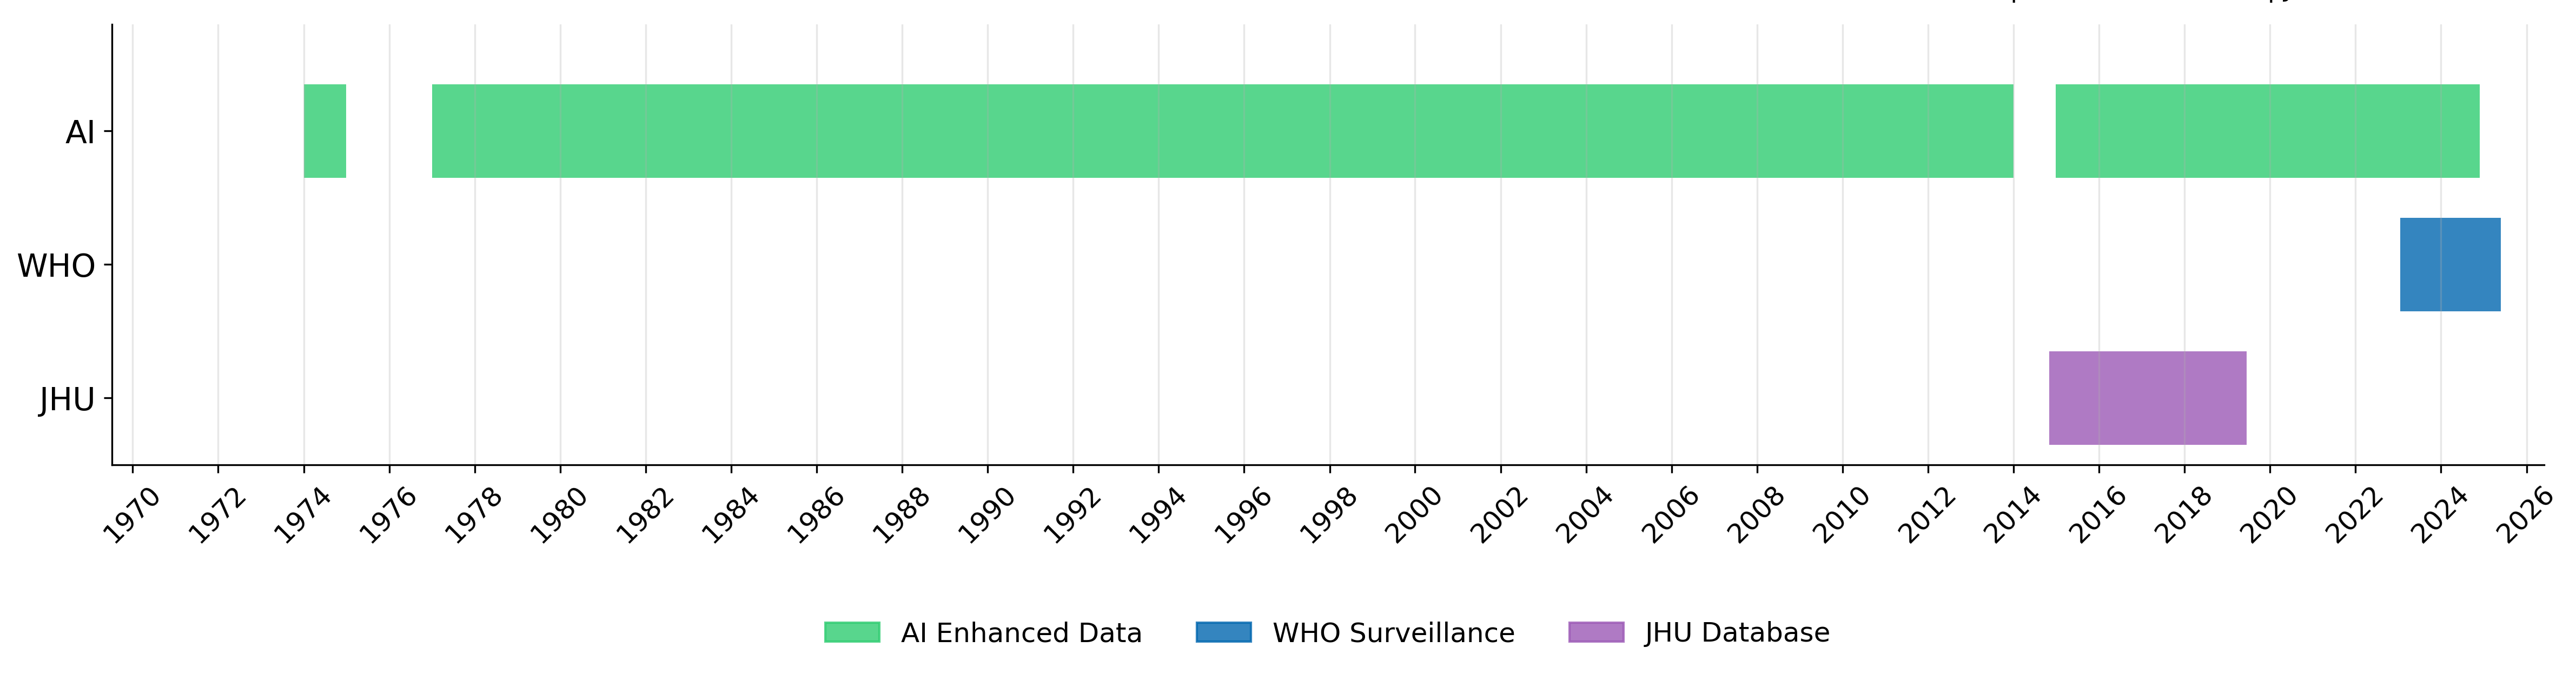 AI
WHO
JHU
1970 1972 1974 1976 1978 1980 1982 1984 1986 1988 1990 1992 1994 1996 1998 2000 2002 2004 2006 2008 2010 2012 2014 2016 2018 2020 2022 2024 2026
AI Enhanced Data WHO Surveillance JHU Database